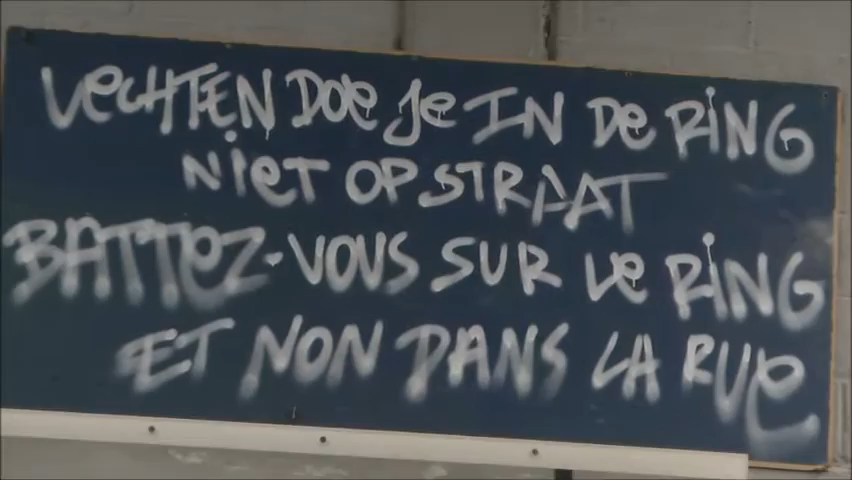 VeCHTEN DOe Je IN De RiNG
NieT OP STRAAT
BATTeZ-VOUS SUR Le RiNG
ET NON DANS LA RUe